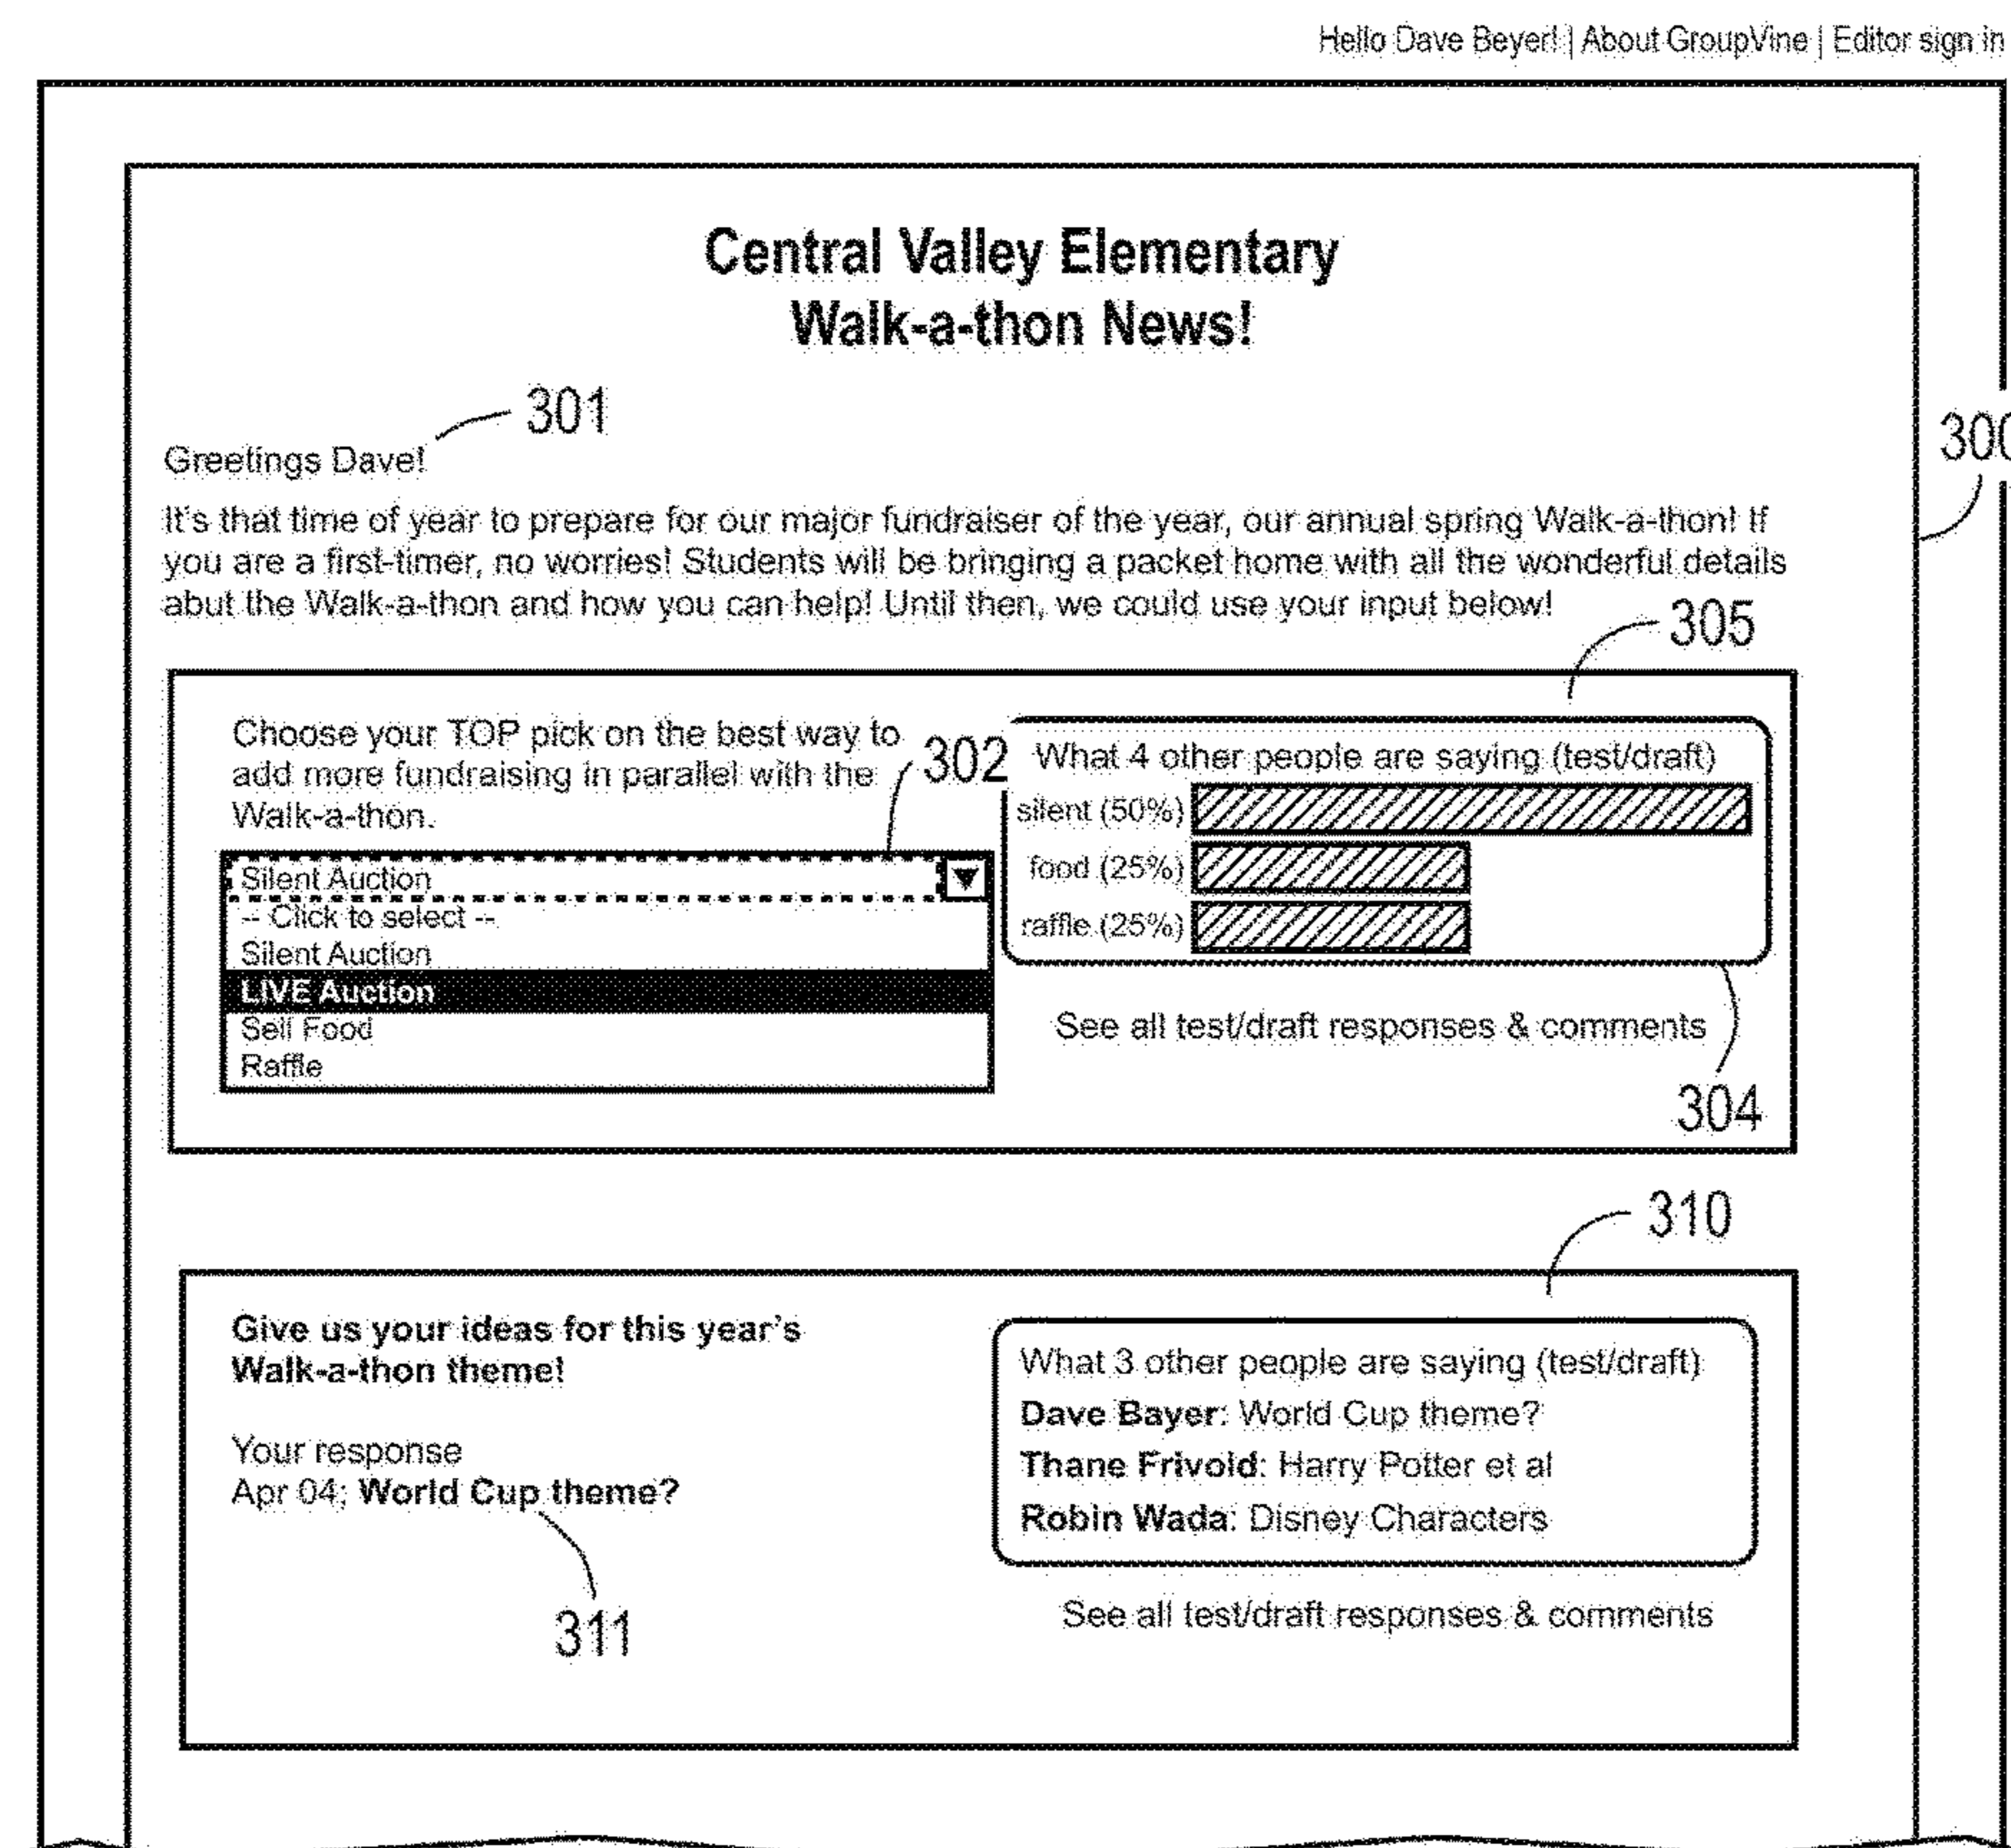 Hello Dave Beyer! | About GroupVine | Editor sign in
Central Valley Elementary
Walk-a-thon News!
301
Greetings Dave!
300
It's that time of year to prepare for our major fundraiser of the year, our annual spring Walk-a-thon! If
you are a first-timer, no worries! Students will be bringing a packet home with all the wonderful details
abut the Walk-a-thon and how you can help! Until then, we could use your input below!
305
Choose your TOP pick on the best way to
add more fundraising in parallel with the
Walk-a-thon.
302
Silent Auction
-- Click to select --
Silent Auction
LIVE Auction
Sell Food
Raffle
What 4 other people are saying (test/draft)
silent (50%)
food (25%)
raffle (25%)
See all test/draft responses & comments
304
310
Give us your ideas for this year's
Walk-a-thon theme!
Your response
Apr 04; World Cup theme?
311
What 3 other people are saying (test/draft)
Dave Bayer: World Cup theme?
Thane Frivold: Harry Potter et al
Robin Wada: Disney Characters
See all test/draft responses & comments